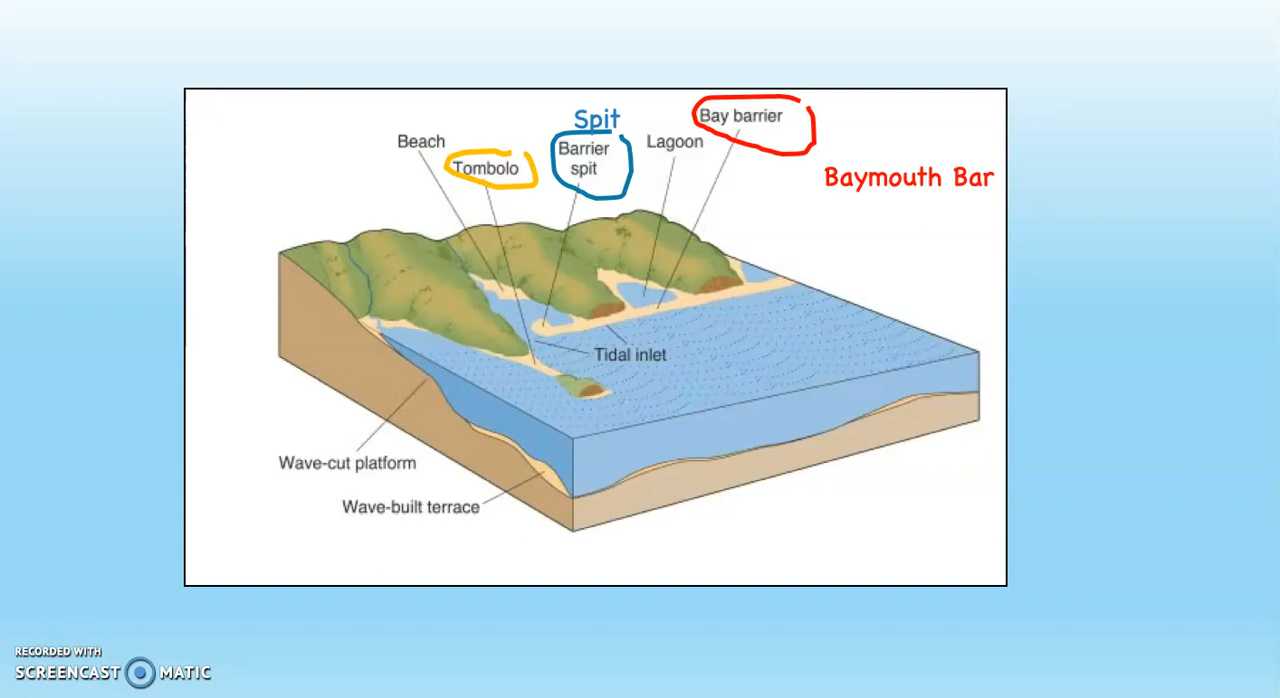 Spit
Bay barrier
Beach
Barrier
spit
Lagoon
Tombolo
Baymouth Bar
Tidal inlet
Wave-cut platform
Wave-built terrace
RECORDED WITH
SCREENCAST MATIC